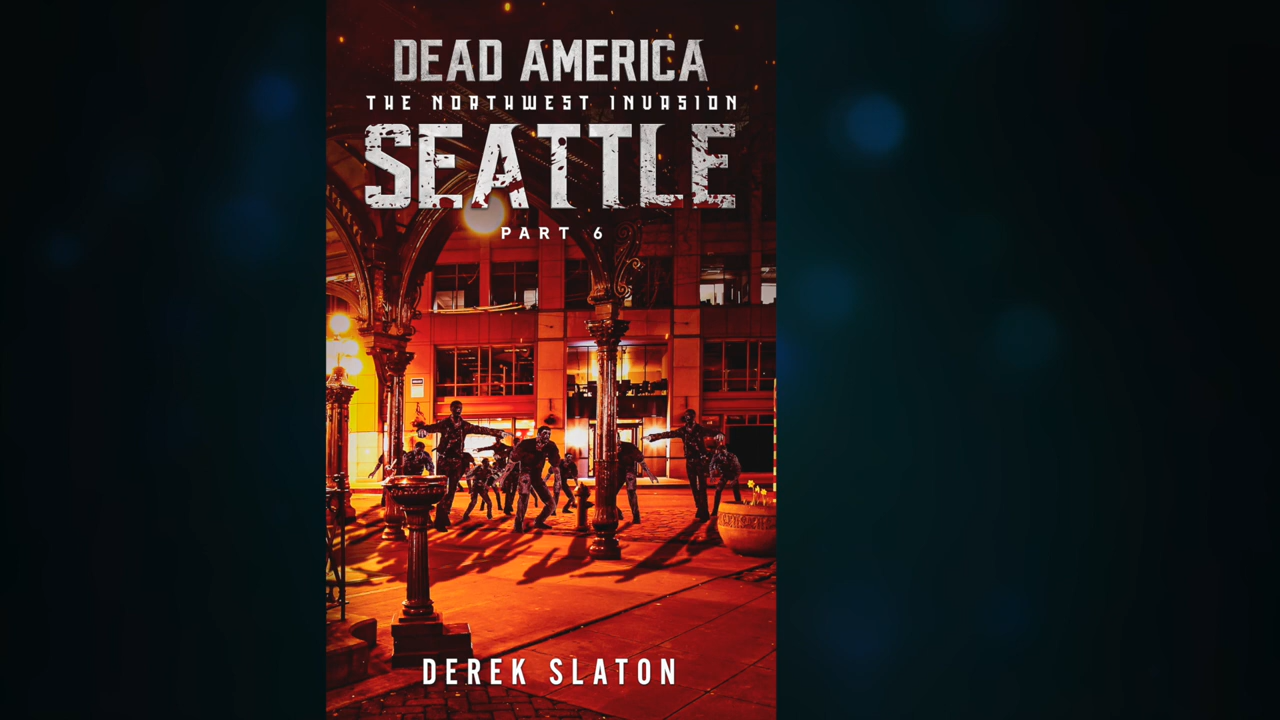 DEAD AMERICA
THE NORTHWEST INVASION
SEATTLE
PART 6
DEREK SLATON